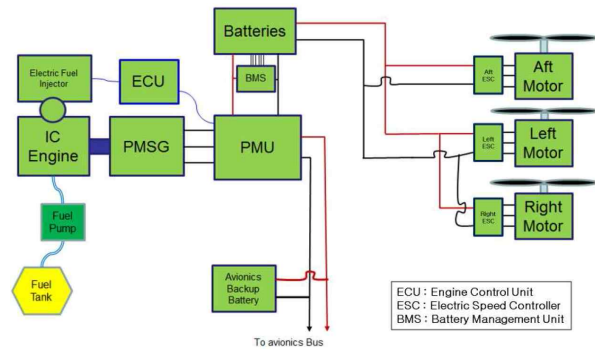 Batteries
Electric Fuel
Injector
ECU
BMS
Aft
ESC
Aft
Motor
IC
Engine
PMSG
PMU
Left
ESC
Left
Motor
Fuel
Pump
Right
ESC
Right
Motor
Fuel
Tank
Avionics
Backup
Battery
ECU : Engine Control Unit
ESC : Electric Speed Controller
BMS : Battery Management Unit
To avionics Bus